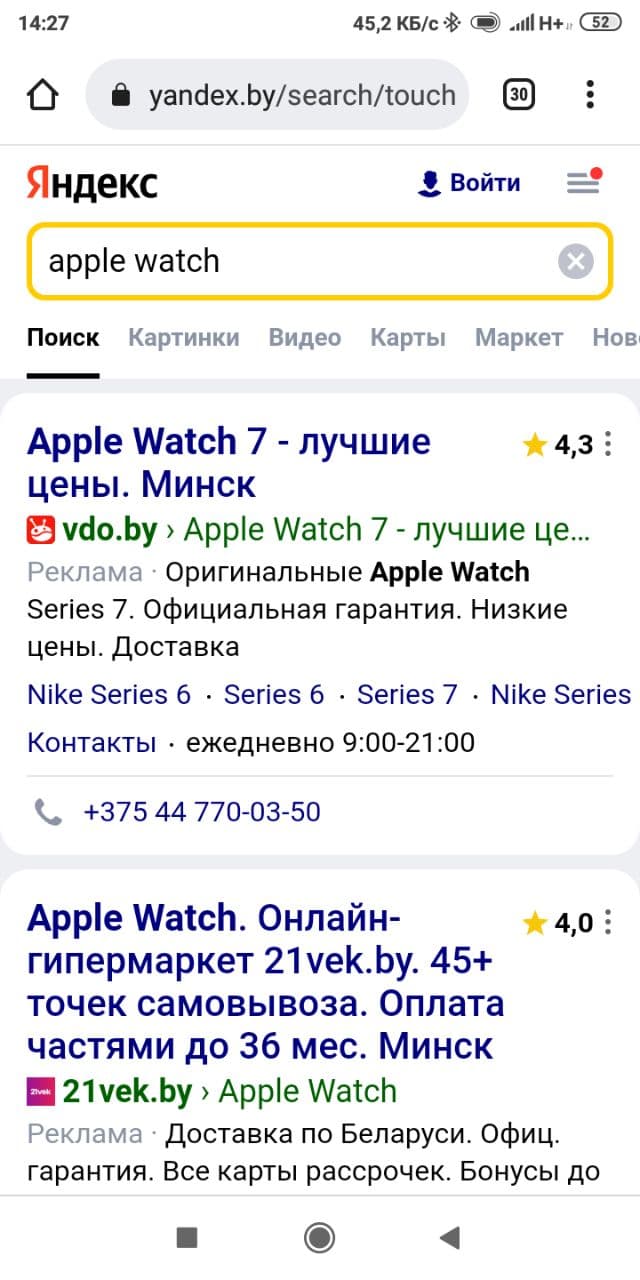 14:27 45,2 КБ/с H+ 52
yandex.by/search/touch 30
Яндекс Войти
apple watch
Поиск Картинки Видео Карты Маркет Нов
Apple Watch 7 - лучшие 4,3
цены. Минск
vdo.by › Apple Watch 7 - лучшие це...
Реклама · Оригинальные Apple Watch
Series 7. Официальная гарантия. Низкие
цены. Доставка
Nike Series 6 · Series 6 · Series 7 · Nike Series
Контакты · ежедневно 9:00-21:00
+375 44 770-03-50
Apple Watch. Онлайн- 4,0
гипермаркет 21vek.by. 45+
точек самовывоза. Оплата
частями до 36 мес. Минск
21vek 21vek.by › Apple Watch
Реклама · Доставка по Беларуси. Офиц.
гарантия. Все карты рассрочек. Бонусы до